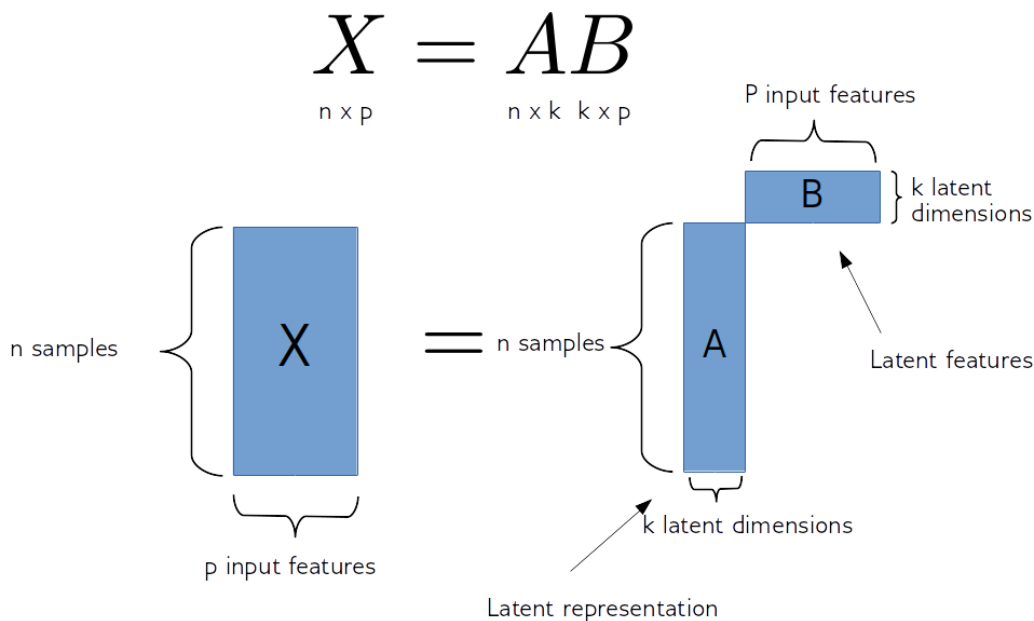 X = AB
n x p
n x k k x p
P input features
B
k latent
dimensions
n samples
X
=
n samples
A
Latent features
k latent dimensions
p input features
Latent representation